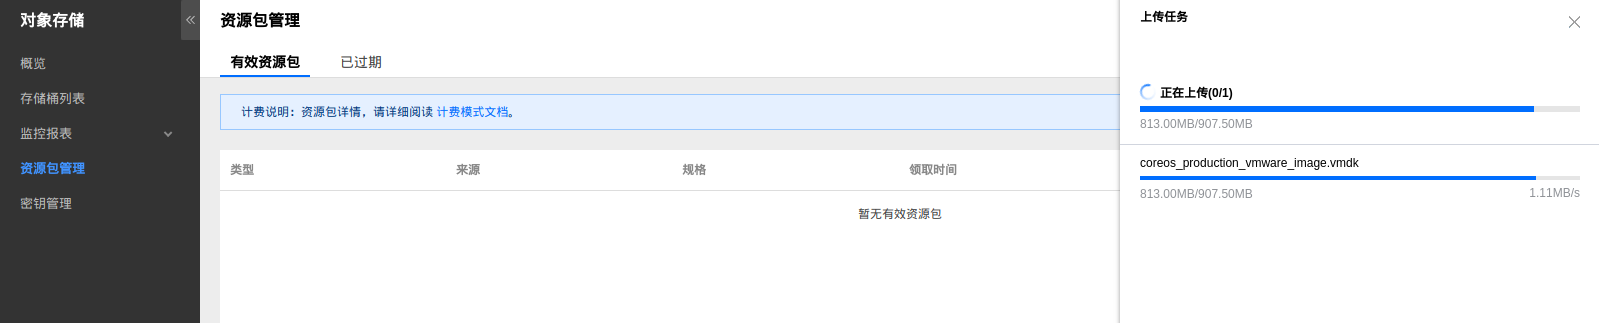 对象存储
概览
存储桶列表
监控报表
资源包管理
密钥管理
资源包管理
有效资源包 已过期
计费说明：资源包详情，请详细阅读 计费模式文档。
类型 来源 规格 领取时间
暂无有效资源包
上传任务
正在上传(0/1)
813.00MB/907.50MB
coreos_production_vmware_image.vmdk
813.00MB/907.50MB 1.11MB/s